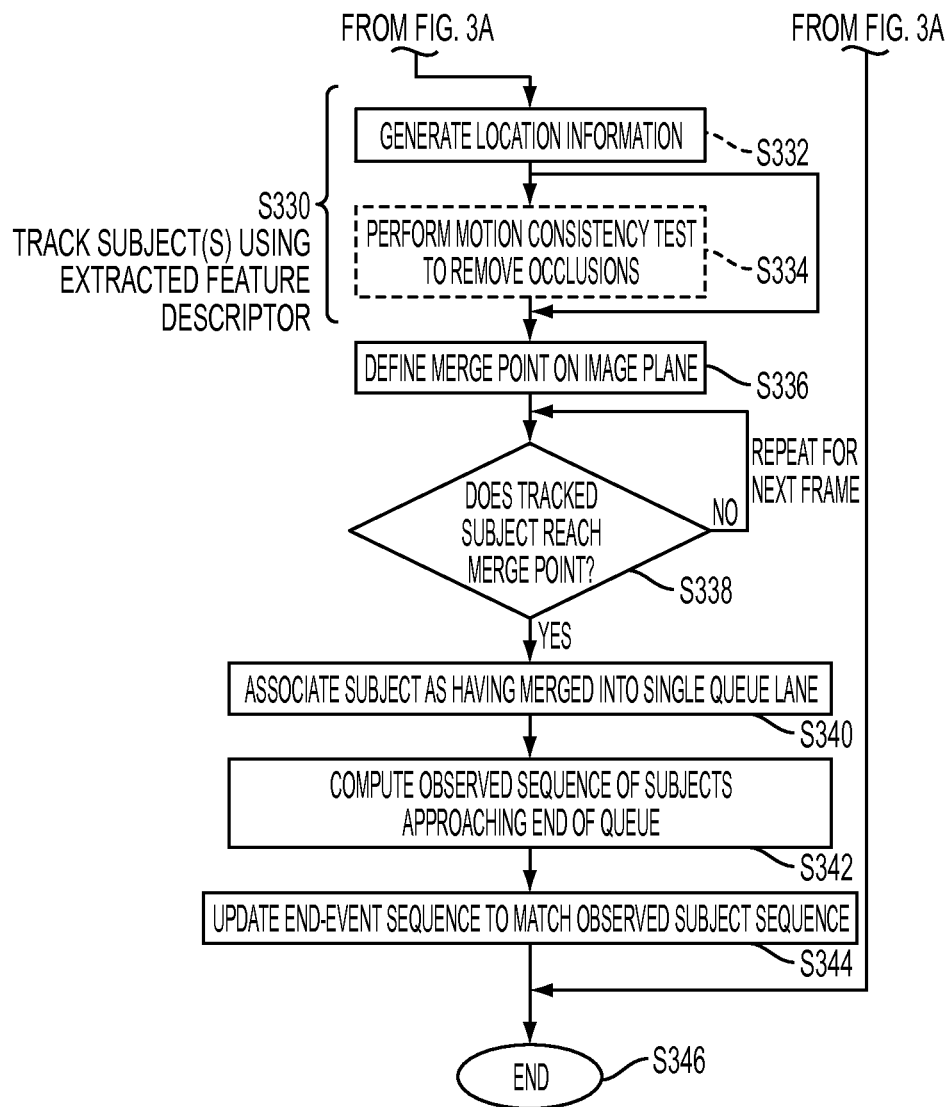 FROM FIG. 3A
FROM FIG. 3A
GENERATE LOCATION INFORMATION
S332
S330
TRACK SUBJECT(S) USING
EXTRACTED FEATURE
DESCRIPTOR
PERFORM MOTION CONSISTENCY TEST
TO REMOVE OCCLUSIONS
S334
DEFINE MERGE POINT ON IMAGE PLANE
S336
REPEAT FOR
NEXT FRAME
DOES TRACKED
SUBJECT REACH
MERGE POINT?
NO
S338
YES
ASSOCIATE SUBJECT AS HAVING MERGED INTO SINGLE QUEUE LANE
S340
COMPUTE OBSERVED SEQUENCE OF SUBJECTS
APPROACHING END OF QUEUE
S342
UPDATE END-EVENT SEQUENCE TO MATCH OBSERVED SUBJECT SEQUENCE
S344
END
S346